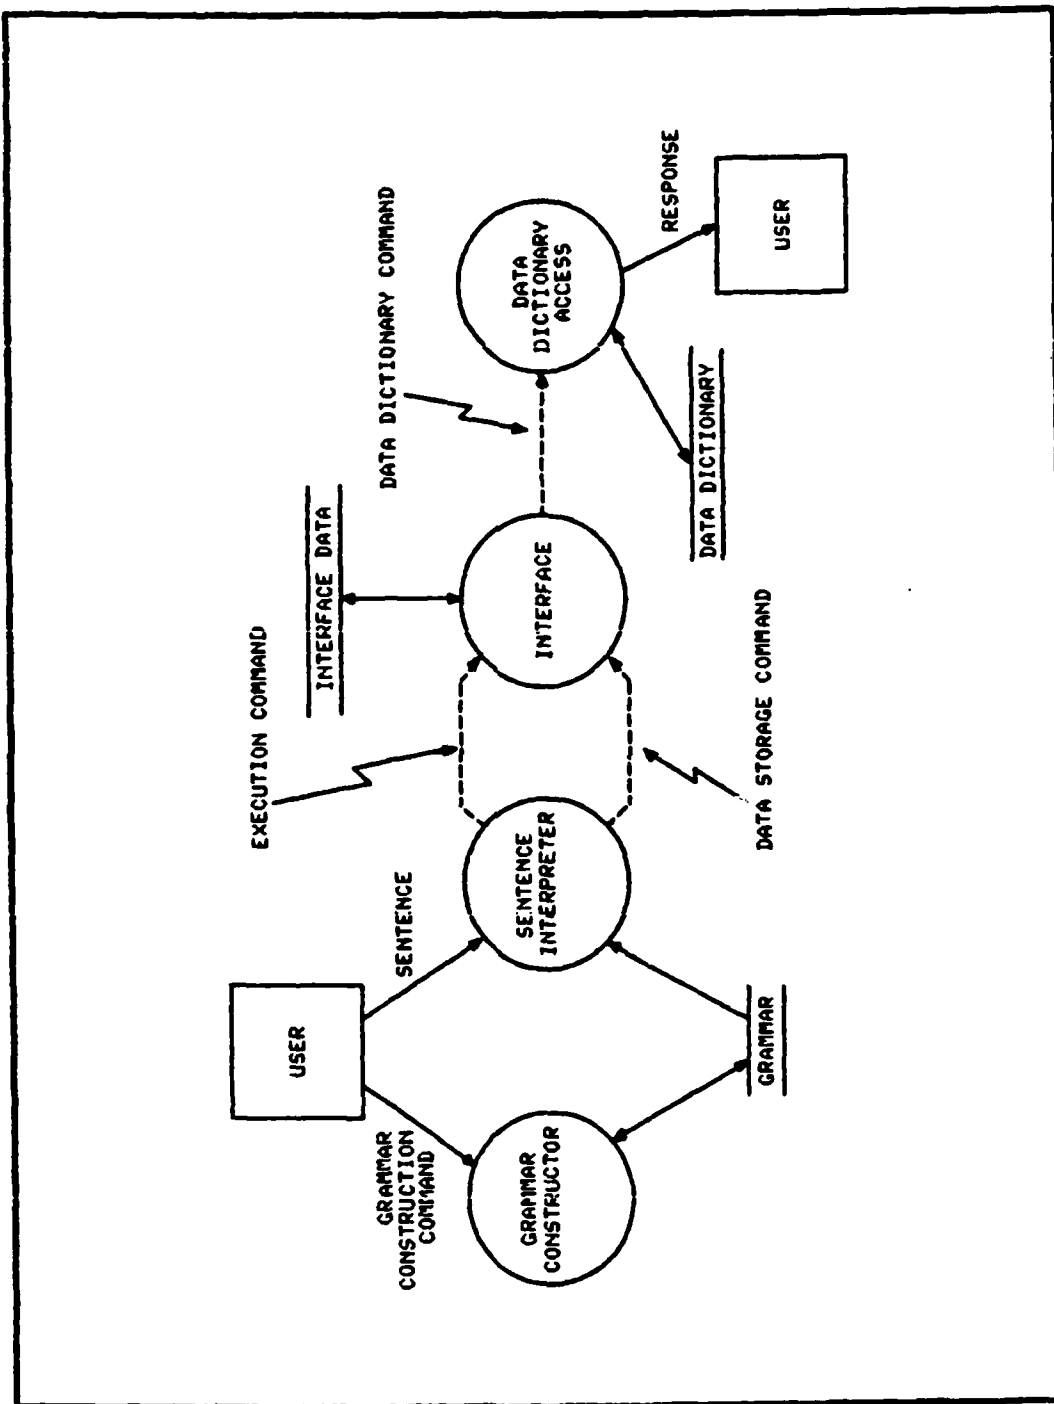 USER
GRAMMAR
CONSTRUCTION
COMMAND
SENTENCE
GRAMMAR
CONSTRUCTOR
SENTENCE
INTERPRETER
GRAMMAR
EXECUTION COMMAND
DATA STORAGE COMMAND
INTERFACE DATA
INTERFACE
DATA DICTIONARY COMMAND
DATA
DICTIONARY
ACCESS
DATA DICTIONARY
RESPONSE
USER